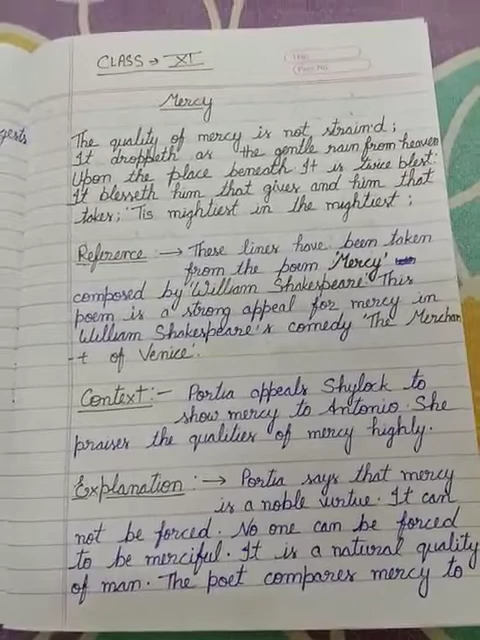 CLASS → XI
Page No.
gests
Mercy
The quality of mercy is not strain'd;
It droppeth as the gentle rain from heaven
Upon the place beneath It is twice blest:
It blesseth him that gives and him that
takes; 'Tis mightiest in the mightiest;
Reference → These lines have been taken
from the poem 'Mercy'
composed by 'William Shakespeare' This
poem is a strong appeal for mercy in
William Shakespeare's comedy 'The Merchan
-t of Venice'.
Context:- Portia appeals Shylock to
show mercy to Antonio. She
praises the qualities of mercy highly.
Explanation :→ Portia says that mercy
is a noble virtue. It can
not be forced. No one can be forced
to be merciful. It is a natural quality
of man. The poet compares mercy to